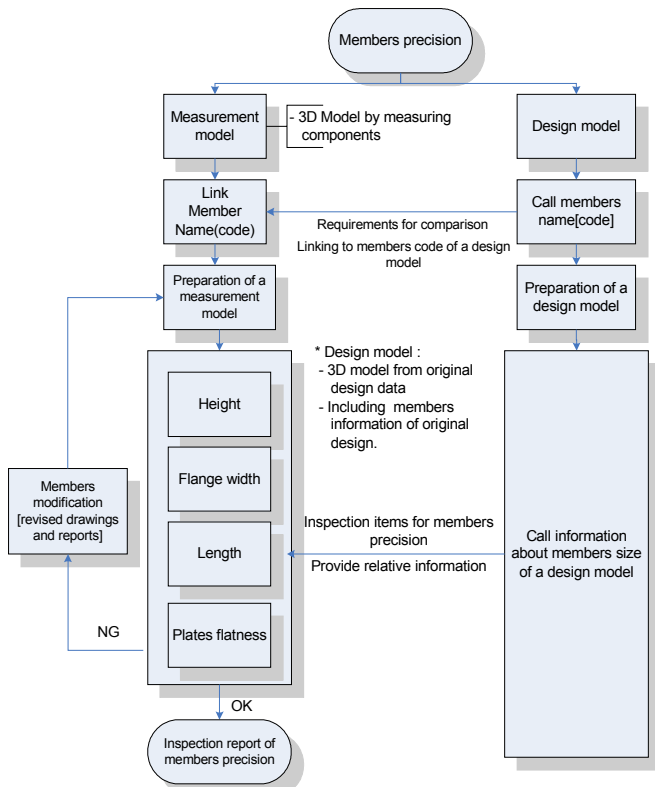 Members precision
Measurement
model
- 3D Model by measuring
components
Design model
Link
Member
Name(code)
Call members
name[code]
Requirements for comparison
Linking to members code of a design
model
Preparation of a
measurement
model
Preparation of a
design model
* Design model :
- 3D model from original
design data
- Including members
information of original
design.
Height
Flange width
Length
Plates flatness
Members
modification
[revised drawings
and reports]
Inspection items for members
precision
Provide relative information
Call information
about members size
of a design model
NG
OK
Inspection report of
members precision